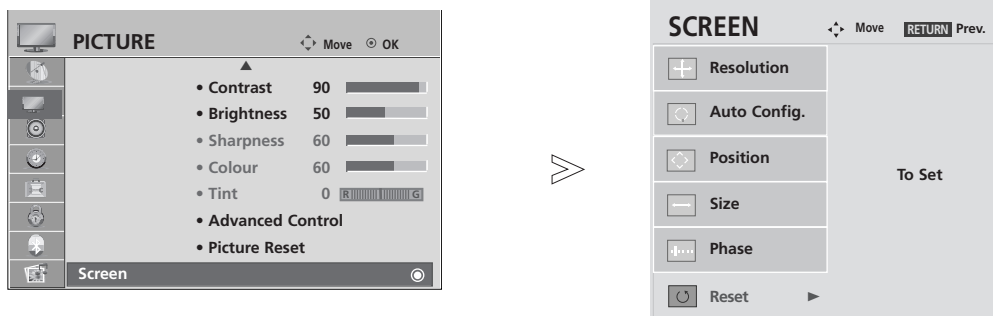 PICTURE
Move
OK
• Contrast 90
• Brightness 50
• Sharpness 60
• Colour 60
• Tint 0 R G
• Advanced Control
• Picture Reset
Screen
SCREEN
Move
RETURN Prev.
Resolution
Auto Config.
Position
Size
Phase
Reset
To Set